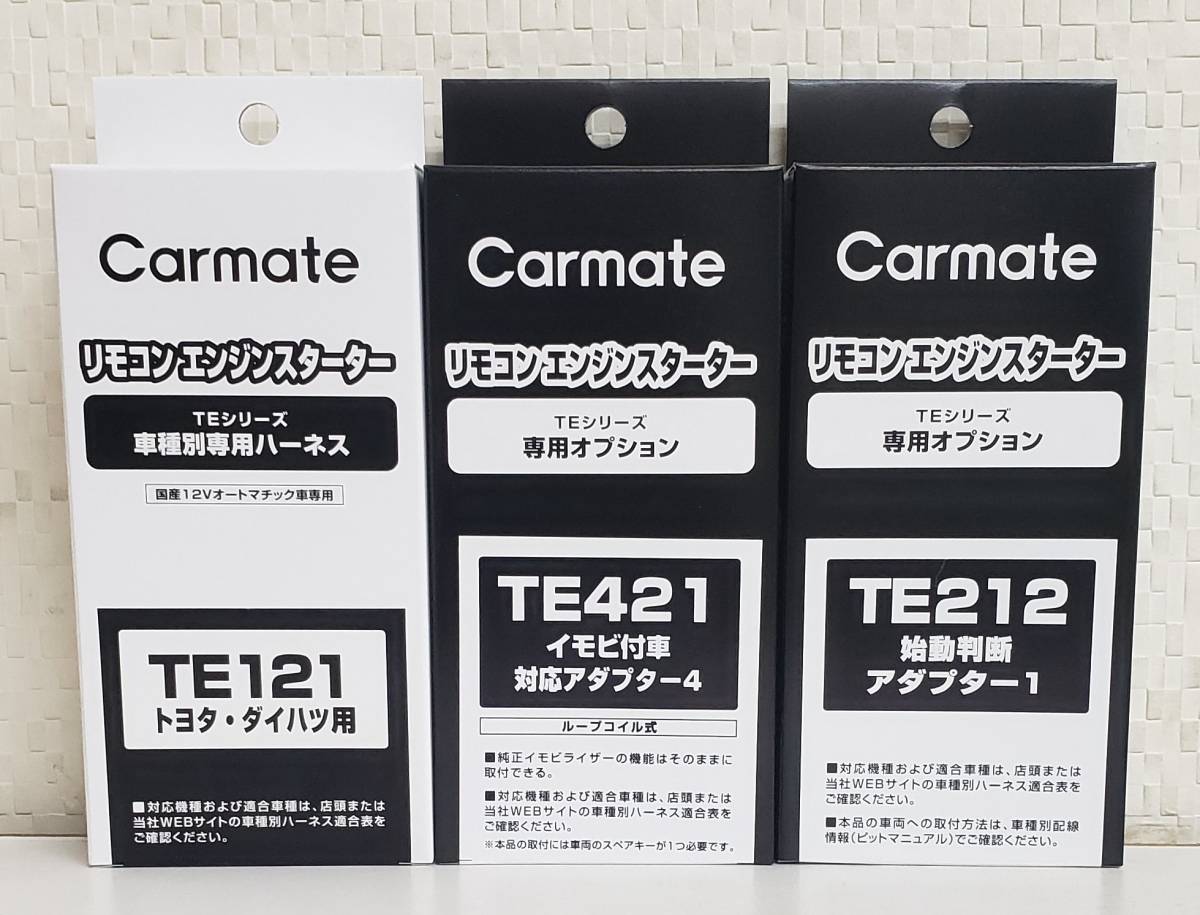 Carmate
リモコン エンジンスターター
TEシリーズ
車種別専用ハーネス
国産12Vオートマチック車専用
TE121
トヨタ・ダイハツ用
■対応機種および適合車種は、店頭または
当社WEBサイトの車種別ハーネス適合表を
ご確認ください。
Carmate
リモコン エンジンスターター
TEシリーズ
専用オプション
TE421
イモビ付車
対応アダプター4
ループコイル式
■純正イモビライザーの機能はそのままに
取付できる。
■対応機種および適合車種は、店頭または
当社WEBサイトの車種別ハーネス適合表を
ご確認ください。
※本品の取付には車両のスペアキーが1つ必要です。
Carmate
リモコン エンジンスターター
TEシリーズ
専用オプション
TE212
始動判断
アダプター1
■対応機種および適合車種は、店頭または
当社WEBサイトの車種別ハーネス適合表を
ご確認ください。
■本品の車両への取付方法は、車種別配線
情報(ピットマニュアル)でご確認ください。